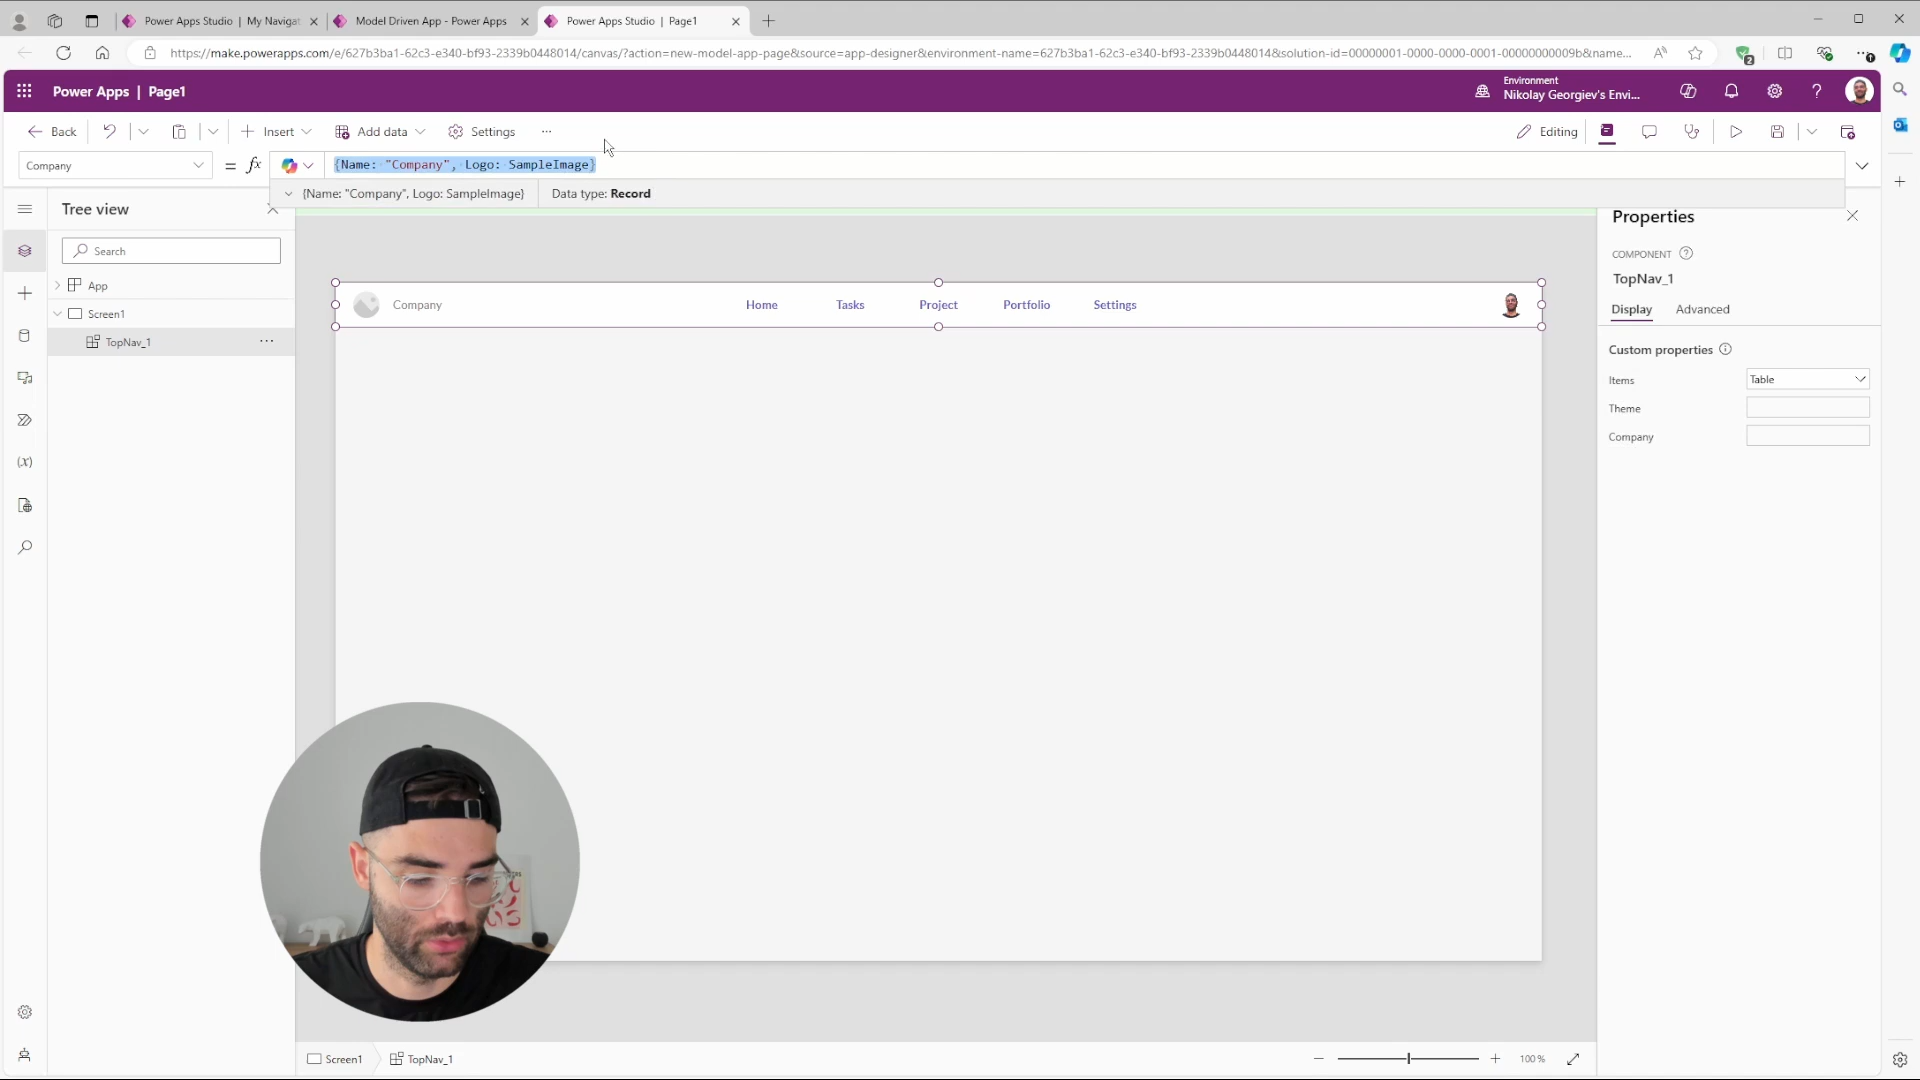 Power Apps Studio | My Navigat
Model Driven App - Power Apps
Power Apps Studio | Page1
https://make.powerapps.com/e/627b3ba1-62c3-e340-bf93-2339b0448014/canvas/?action=new-model-app-page&source=app-designer&environment-name=627b3ba1-62c3-e340-bf93-2339b0448014&solution-id=00000001-0000-0000-0001-00000000009b&name...
Power Apps | Page1
Environment
Nikolay Georgiev's Envi...
Back
Insert
Add data
Settings
Editing
Company
= fx
{Name: "Company", Logo: SampleImage}
{Name: "Company", Logo: SampleImage}
Data type: Record
Tree view
Search
App
Screen1
TopNav_1
Company
Home
Tasks
Project
Portfolio
Settings
Properties
COMPONENT
TopNav_1
Display
Advanced
Custom properties
Items
Table
Theme
Company
Screen1
TopNav_1
100 %